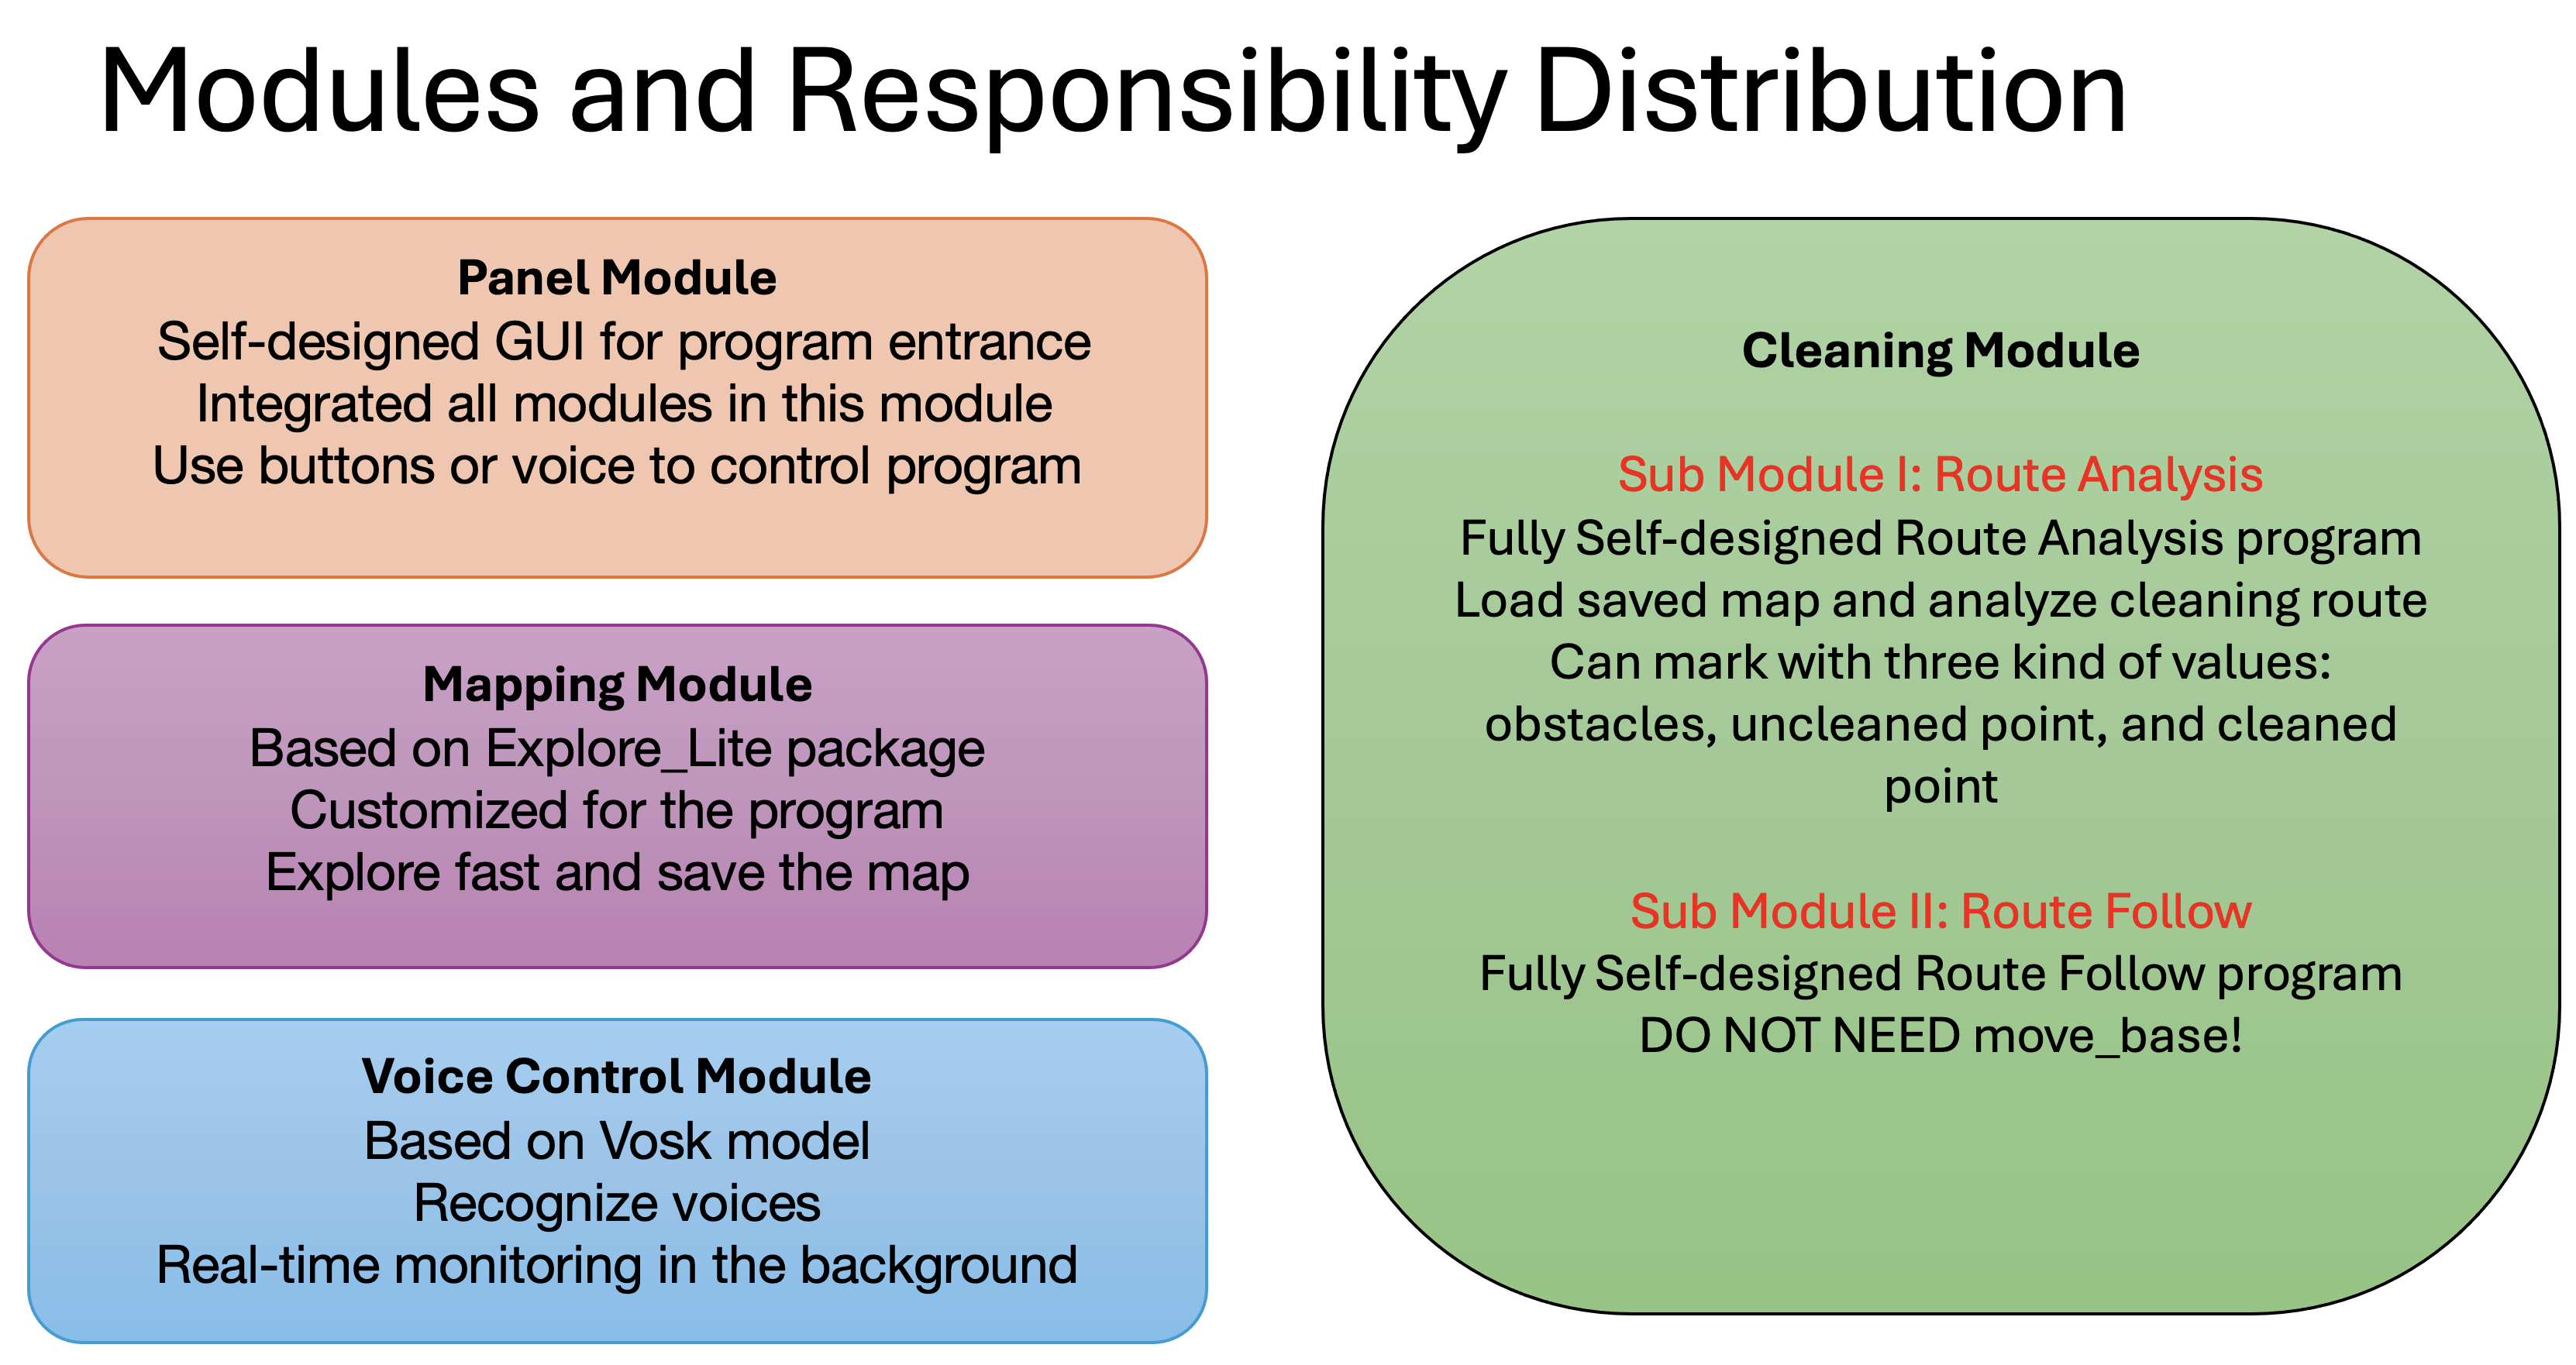 Modules and Responsibility Distribution
Panel Module
Self-designed GUI for program entrance
Integrated all modules in this module
Use buttons or voice to control program
Mapping Module
Based on Explore_Lite package
Customized for the program
Explore fast and save the map
Voice Control Module
Based on Vosk model
Recognize voices
Real-time monitoring in the background
Cleaning Module
Sub Module I: Route Analysis
Fully Self-designed Route Analysis program
Load saved map and analyze cleaning route
Can mark with three kind of values:
obstacles, uncleaned point, and cleaned
point
Sub Module II: Route Follow
Fully Self-designed Route Follow program
DO NOT NEED move_base!